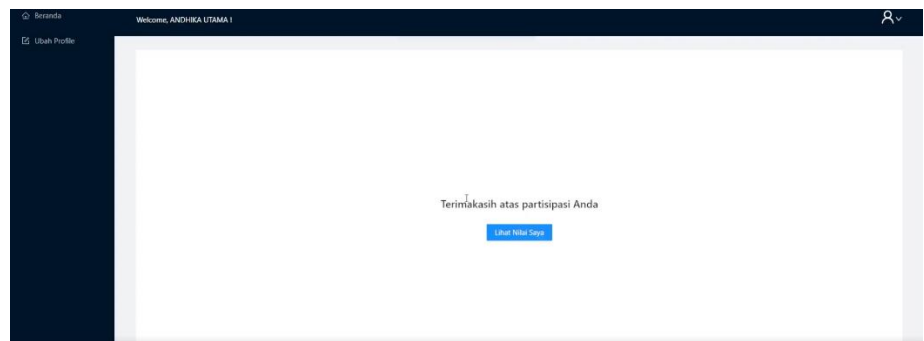 Beranda
Welcome, ANDHIKA UTAMA !
Ubah Profile
Terimakasih atas partisipasi Anda
Lihat Nilai Saya